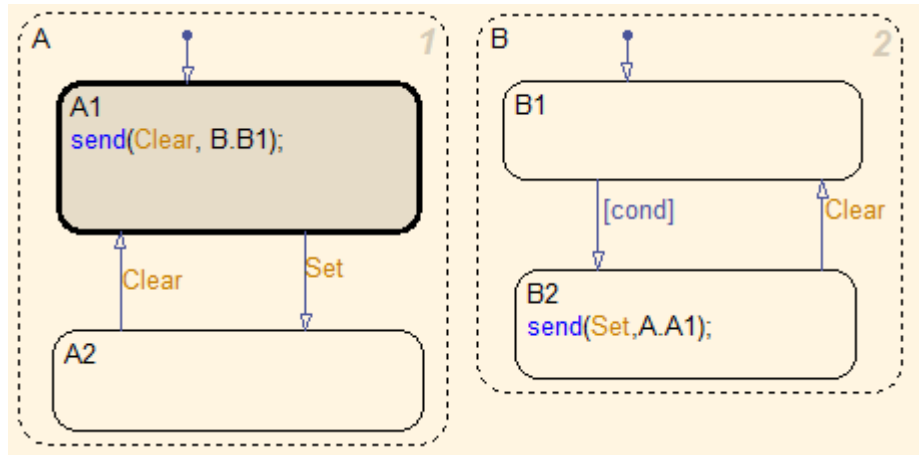 A
1
A1
send(Clear, B.B1);
Clear
Set
A2
B
2
B1
[cond]
Clear
B2
send(Set,A.A1);